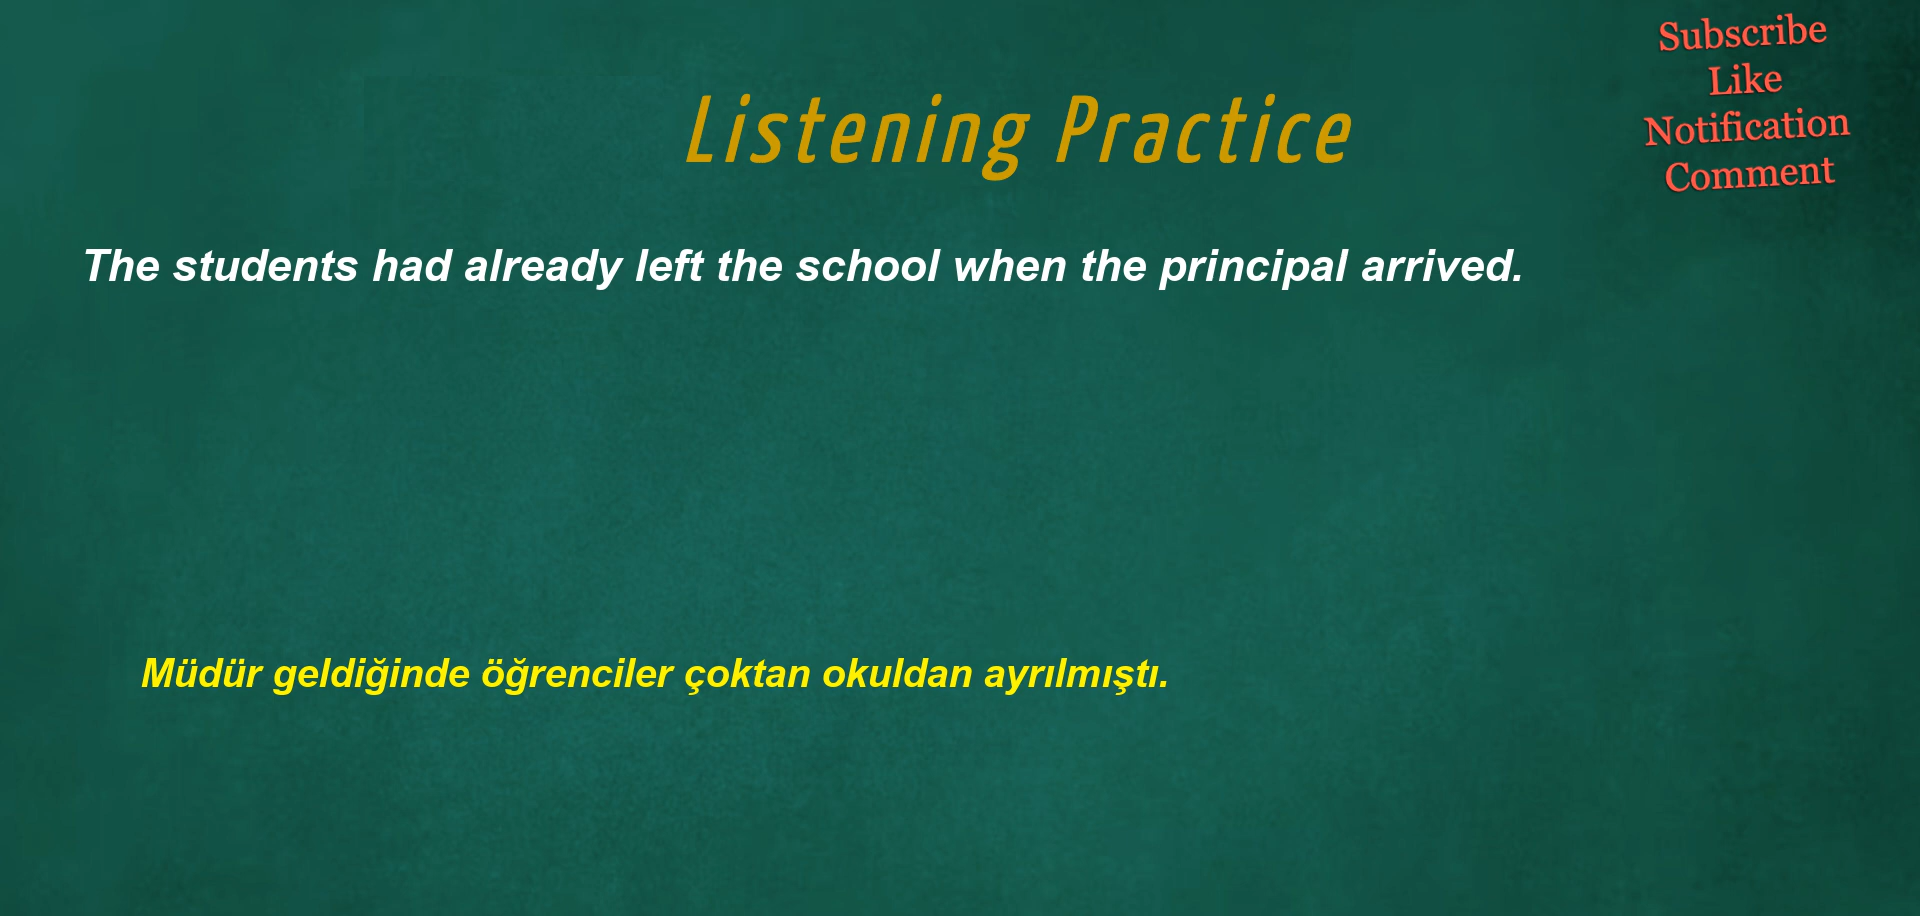 Subscribe
Like
Notification
Comment
Listening Practice
The students had already left the school when the principal arrived.
Müdür geldiğinde öğrenciler çoktan okuldan ayrılmıştı.